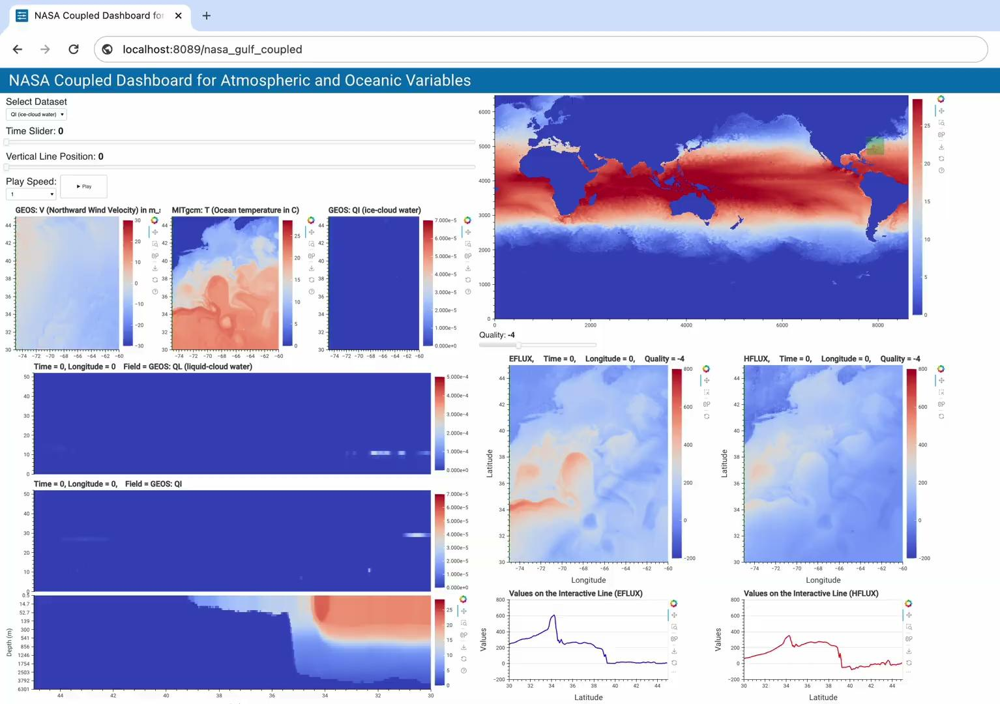 NASA Coupled Dashboard for
localhost:8089/nasa_gulf_coupled
NASA Coupled Dashboard for Atmospheric and Oceanic Variables
Select Dataset
QI (ice-cloud water)
Time Slider: 0
Vertical Line Position: 0
Play Speed:
1
Play
GEOS: V (Northward Wind Velocity) in m_s
30
20
10
0
−10
−20
−30
44
42
40
38
36
34
32
30
−74 −72 −70 −68 −66 −64 −62 −60
MITgcm: T (Ocean temperature in C)
25
20
15
10
5
0
44
42
40
38
36
34
32
30
−74 −72 −70 −68 −66 −64 −62 −60
GEOS: QI (ice-cloud water)
7.000e−5
6.000e−5
5.000e−5
4.000e−5
3.000e−5
2.000e−5
1.000e−5
0.000e+0
44
42
40
38
36
34
32
30
−74 −72 −70 −68 −66 −64 −62 −60
Time = 0, Longitude = 0 Field = GEOS: QL (liquid-cloud water)
50
40
30
20
10
0
5.000e−4
4.000e−4
3.000e−4
2.000e−4
1.000e−4
0.000e+0
Time = 0, Longitude = 0, Field = GEOS: QI
50
40
30
20
10
0
7.000e−5
6.000e−5
5.000e−5
4.000e−5
3.000e−5
2.000e−5
1.000e−5
0.000e+0
Depth (m)
0.5
14.7
52.7
139
300
541
856
1246
1754
2503
3792
6301
44 42 40 38 36 34 32 30
25
20
15
10
5
0
6000
5000
4000
3000
2000
1000
0
0 2000 4000 6000 8000
25
20
15
10
5
0
Quality: -4
EFLUX, Time = 0, Longitude = 0, Quality = -4
Latitude
44
42
40
38
36
34
32
30
−74 −72 −70 −68 −66 −64 −62 −60
Longitude
800
600
400
200
0
−200
HFLUX, Time = 0, Longitude = 0, Quality = -4
Latitude
44
42
40
38
36
34
32
30
−74 −72 −70 −68 −66 −64 −62 −60
Longitude
800
600
400
200
0
−200
Values on the Interactive Line (EFLUX)
Values
800
600
400
200
0
−200
30 32 34 36 38 40 42 44
Latitude
Values on the Interactive Line (HFLUX)
Values
800
600
400
200
0
−200
30 32 34 36 38 40 42 44
Latitude